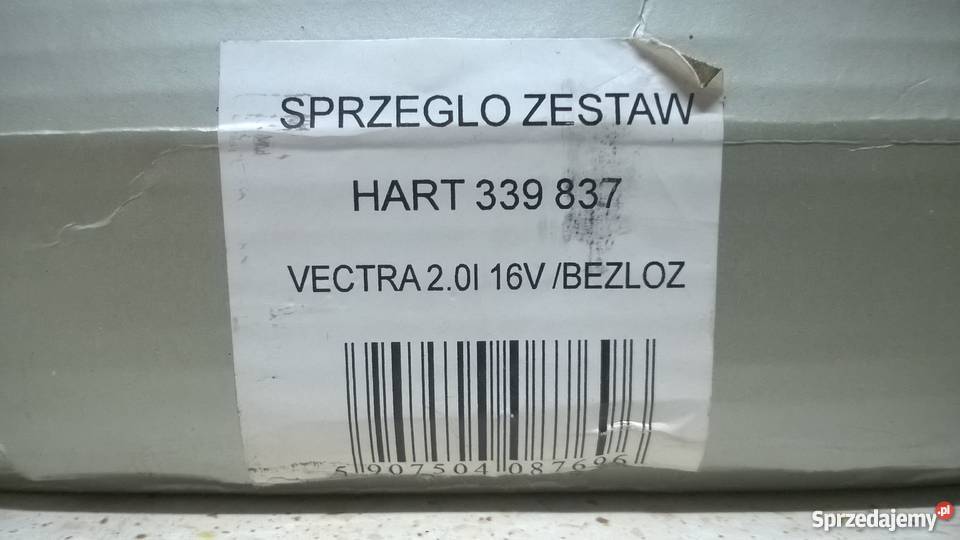 SPRZEGLO ZESTAW
HART 339 837
VECTRA 2.0I 16V /BEZLOZ
5 907504 087696
Sprzedajemy.pl